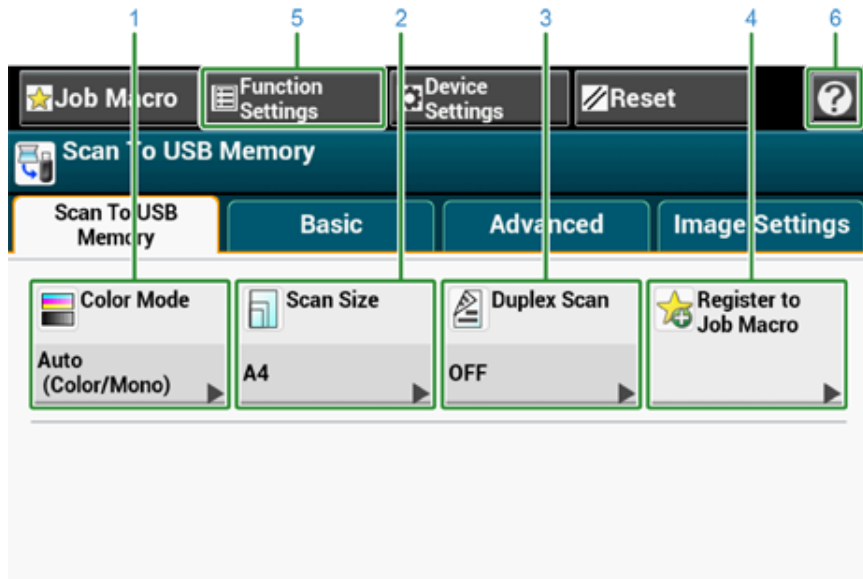 1 5 2 3 4 6
Job Macro
Function
Settings
Device
Settings
Reset
?
Scan To USB Memory
Scan To USB
Memory
Basic
Advanced
Image Settings
Color Mode
Auto
(Color/Mono)
Scan Size
A4
Duplex Scan
OFF
Register to
Job Macro